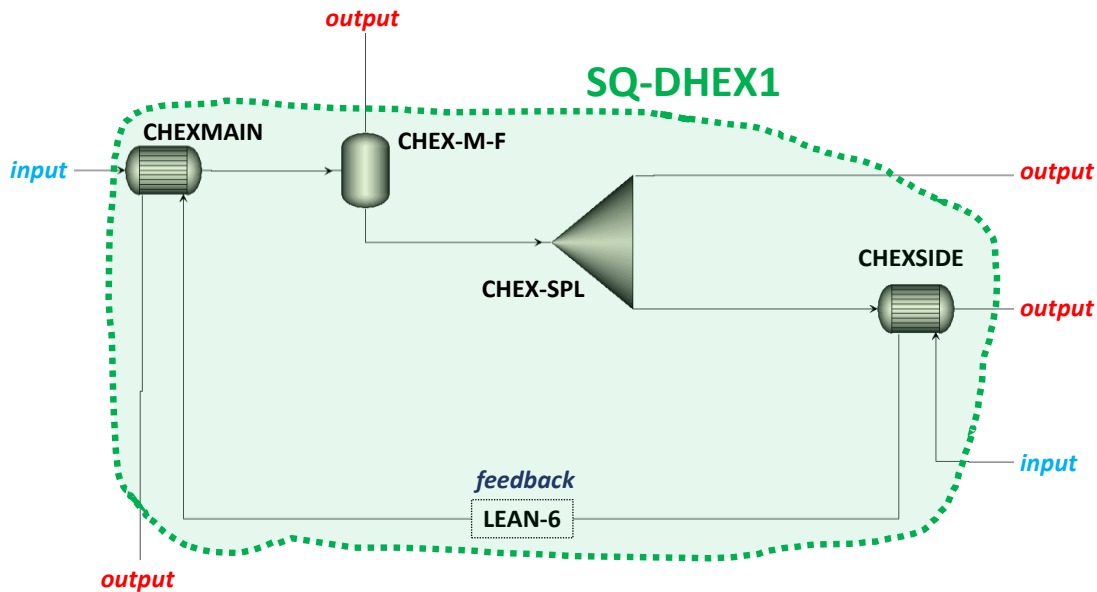 output
SQ-DHEX1
CHEXMAIN
CHEX-M-F
input
output
CHEXSIDE
CHEX-SPL
output
input
feedback
LEAN-6
output